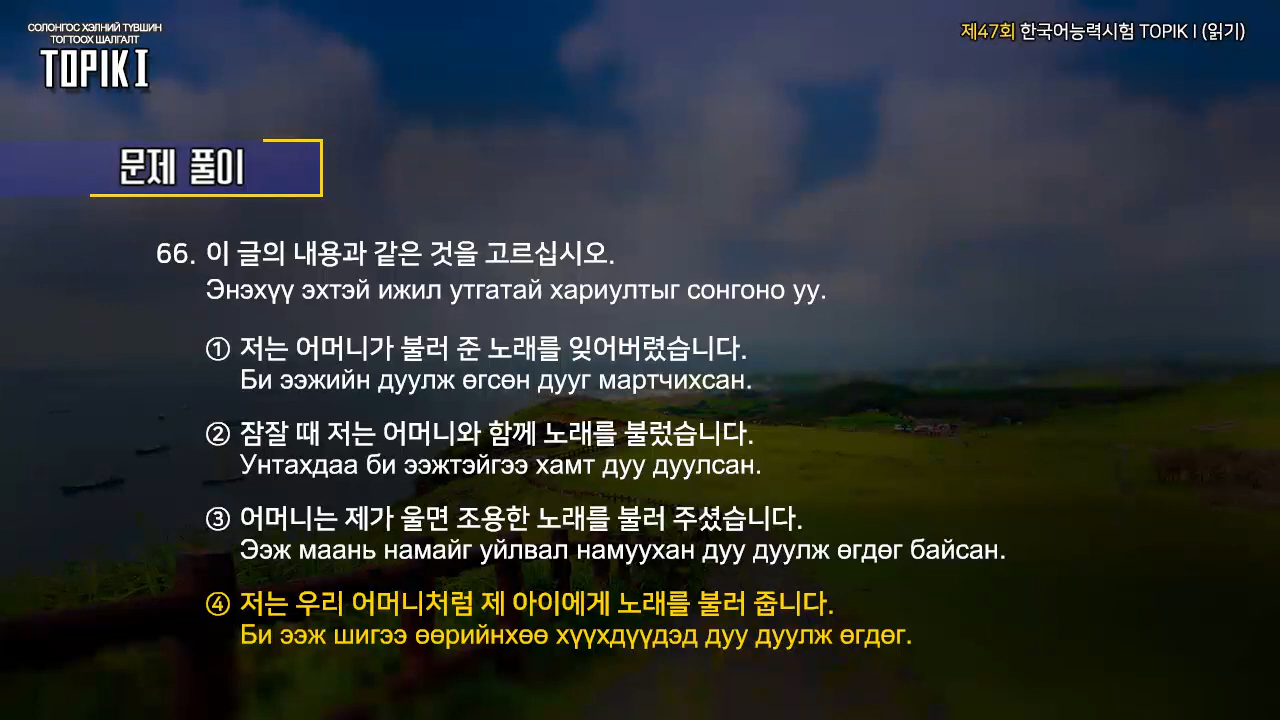 СОЛОНГОС ХЭЛНИЙ ТҮВШИН
ТОГТООХ ШАЛГАЛТ
TOPIK I
제47회 한국어능력시험 TOPIK I (읽기)
문제 풀이
66. 이 글의 내용과 같은 것을 고르십시오.
Энэхүү эхтэй ижил утгатай хариултыг сонгоно уу.
① 저는 어머니가 불러 준 노래를 잊어버렸습니다.
Би ээжийн дуулж өгсөн дууг мартчихсан.
② 잠잘 때 저는 어머니와 함께 노래를 불렀습니다.
Унтахдаа би ээжтэйгээ хамт дуу дуулсан.
③ 어머니는 제가 울면 조용한 노래를 불러 주셨습니다.
Ээж маань намайг уйлвал намуухан дуу дуулж өгдөг байсан.
④ 저는 우리 어머니처럼 제 아이에게 노래를 불러 줍니다.
Би ээж шигээ өөрийнхөө хүүхдүүдэд дуу дуулж өгдөг.